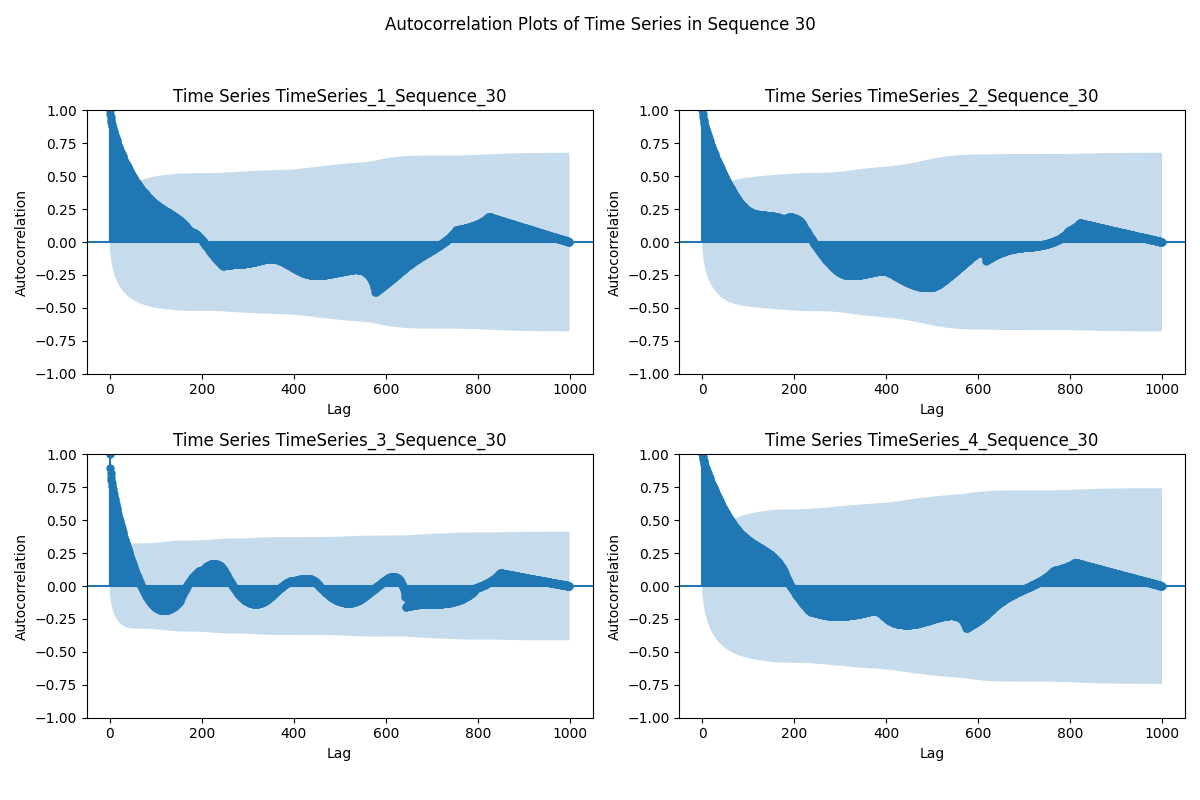 Autocorrelation Plots of Time Series in Sequence 30
Time Series TimeSeries_1_Sequence_30
1.00
0.75
0.50
0.25
0.00
−0.25
−0.50
−0.75
−1.00
Autocorrelation
0 200 400 600 800 1000
Lag
Time Series TimeSeries_2_Sequence_30
1.00
0.75
0.50
0.25
0.00
−0.25
−0.50
−0.75
−1.00
Autocorrelation
0 200 400 600 800 1000
Lag
Time Series TimeSeries_3_Sequence_30
1.00
0.75
0.50
0.25
0.00
−0.25
−0.50
−0.75
−1.00
Autocorrelation
0 200 400 600 800 1000
Lag
Time Series TimeSeries_4_Sequence_30
1.00
0.75
0.50
0.25
0.00
−0.25
−0.50
−0.75
−1.00
Autocorrelation
0 200 400 600 800 1000
Lag